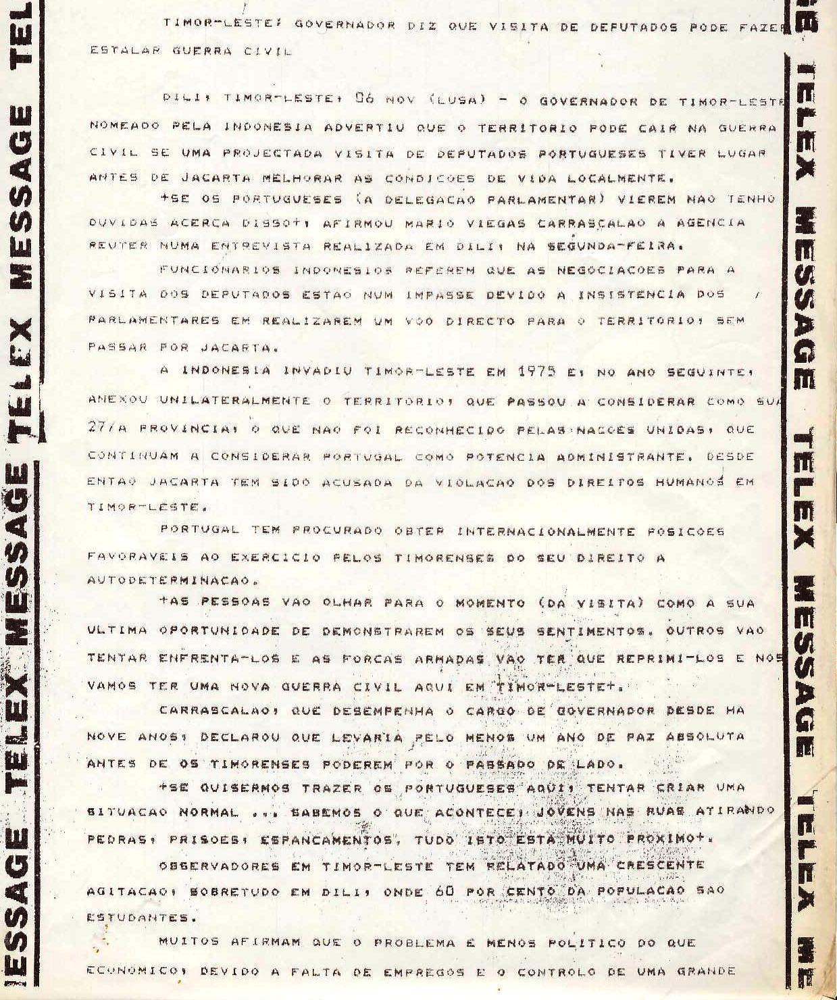 TIMOR-LESTE: GOVERNADOR DIZ QUE VISITA DE DEPUTADOS PODE FAZER
ESTALAR GUERRA CIVIL
DILI, TIMOR-LESTE, 06 NOV (LUSA) - O GOVERNADOR DE TIMOR-LESTE
NOMEADO PELA INDONESIA ADVERTIU QUE O TERRITORIO PODE CAIR NA GUERRA
CIVIL SE UMA PROJECTADA VISITA DE DEPUTADOS PORTUGUESES TIVER LUGAR
ANTES DE JACARTA MELHORAR AS CONDICOES DE VIDA LOCALMENTE.
+SE OS PORTUGUESES (A DELEGACAO PARLAMENTAR) VIEREM NAO TENHO
DUVIDAS ACERCA DISSO+, AFIRMOU MARIO VIEGAS CARRASCALAO A AGENCIA
REUTER NUMA ENTREVISTA REALIZADA EM DILI, NA SEGUNDA-FEIRA.
FUNCIONARIOS INDONESIOS REFEREM QUE AS NEGOCIACOES PARA A
VISITA DOS DEPUTADOS ESTAO NUM IMPASSE DEVIDO A INSISTENCIA DOS
PARLAMENTARES EM REALIZAREM UM VOO DIRECTO PARA O TERRITORIO, SEM
PASSAR POR JACARTA.
A INDONESIA INVADIU TIMOR-LESTE EM 1975 E, NO ANO SEGUINTE,
ANEXOU UNILATERALMENTE O TERRITORIO, QUE PASSOU A CONSIDERAR COMO SUA
27/A PROVINCIA, O QUE NAO FOI RECONHECIDO PELAS NACOES UNIDAS, QUE
CONTINUAM A CONSIDERAR PORTUGAL COMO POTENCIA ADMINISTRANTE. DESDE
ENTAO JACARTA TEM SIDO ACUSADA DA VIOLACAO DOS DIREITOS HUMANOS EM
TIMOR-LESTE.
PORTUGAL TEM PROCURADO OBTER INTERNACIONALMENTE POSICOES
FAVORAVEIS AO EXERCICIO PELOS TIMORENSES DO SEU DIREITO A
AUTODETERMINACAO.
+AS PESSOAS VAO OLHAR PARA O MOMENTO (DA VISITA) COMO A SUA
ULTIMA OPORTUNIDADE DE DEMONSTRAREM OS SEUS SENTIMENTOS. OUTROS VAO
TENTAR ENFRENTA-LOS E AS FORCAS ARMADAS VAO TER QUE REPRIMI-LOS E NOS
VAMOS TER UMA NOVA GUERRA CIVIL AQUI EM TIMOR-LESTE+.
CARRASCALAO, QUE DESEMPENHA O CARGO DE GOVERNADOR DESDE HA
NOVE ANOS, DECLAROU QUE LEVARIA PELO MENOS UM ANO DE PAZ ABSOLUTA
ANTES DE OS TIMORENSES PODEREM POR O PASSADO DE LADO.
+SE QUISERMOS TRAZER OS PORTUGUESES AQUI, TENTAR CRIAR UMA
SITUACAO NORMAL ... SABEMOS O QUE ACONTECE, JOVENS NAS RUAS ATIRANDO
PEDRAS, PRISOES, ESPANCAMENTOS. TUDO ISTO ESTA MUITO PROXIMO+.
OBSERVADORES EM TIMOR-LESTE TEM RELATADO UMA CRESCENTE
AGITACAO, SOBRETUDO EM DILI, ONDE 60 POR CENTO DA POPULACAO SAO
ESTUDANTES.
MUITOS AFIRMAM QUE O PROBLEMA E MENOS POLITICO DO QUE
ECONOMICO, DEVIDO A FALTA DE EMPREGOS E O CONTROLO DE UMA GRANDE
ESSAGE TELEX MESSAGE TELEX MESSAGE TEL
GE TELEX MESSAGE TELEX MESSAGE TELEX ME